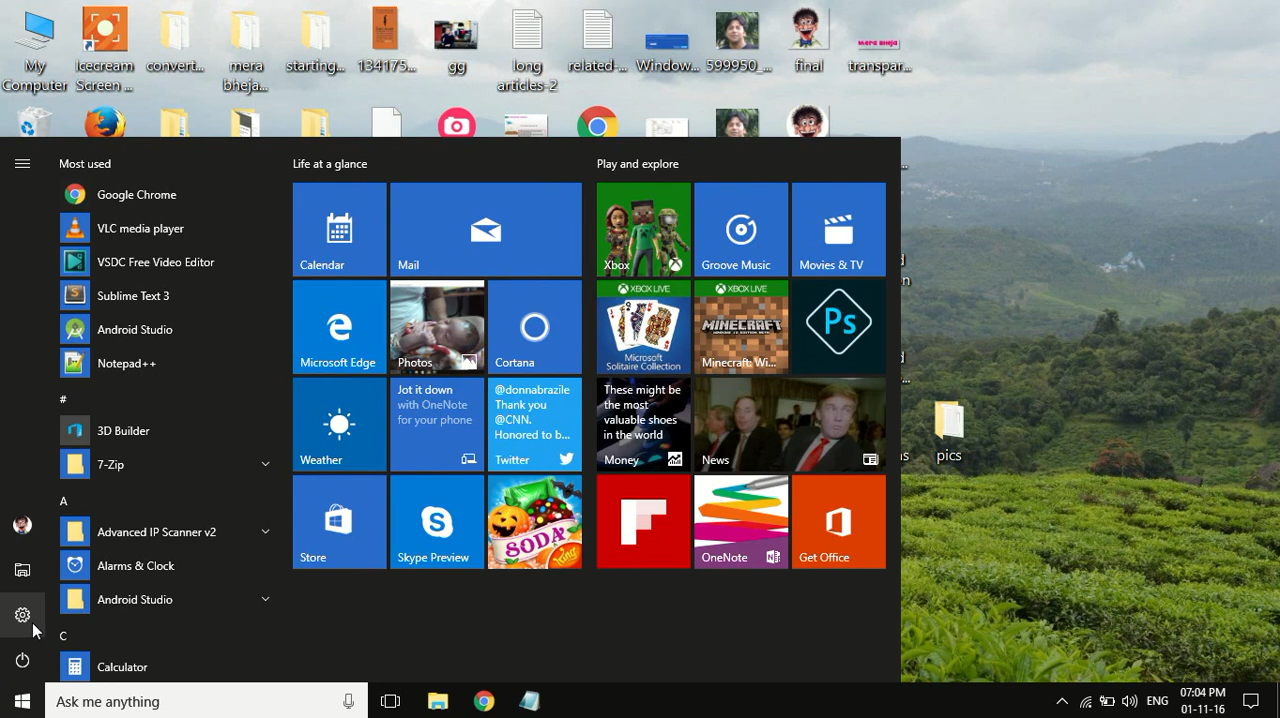 My
Computer
Icecream
Screen ...
convert...
mera
bheja...
starting...
134175...
gg
long
articles-2
related-...
Window...
599950_...
final
mera bheja
transpar...
Most used
Google Chrome
VLC media player
VSDC Free Video Editor
Sublime Text 3
Android Studio
Notepad++
#
3D Builder
7-Zip
A
Advanced IP Scanner v2
Alarms & Clock
Android Studio
C
Calculator
Life at a glance
Calendar
Mail
Microsoft Edge
Photos
Cortana
Weather
Jot it down
with OneNote
for your phone
@donnabrazile
Thank you
@CNN.
Honored to b...
Twitter
Store
Skype Preview
SODA
King
Play and explore
Xbox
Groove Music
Movies & TV
XBOX LIVE
Microsoft
Solitaire Collection
XBOX LIVE
MINECRAFT
Minecraft: Wi...
Ps
These might be
the most
valuable shoes
in the world
Money
News
OneNote
Get Office
pics
Ask me anything
ENG
07:04 PM
01-11-16